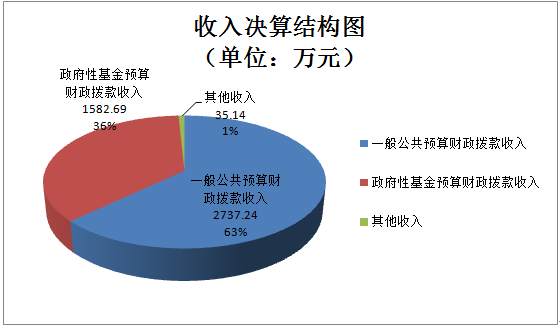 收入决算结构图
（单位：万元）
政府性基金预算
财政拨款收入
1582.69
36%
其他收入
35.14
1%
一般公共预算财
政拨款收入
2737.24
63%
一般公共预算财政拨款收入
政府性基金预算财政拨款收入
其他收入